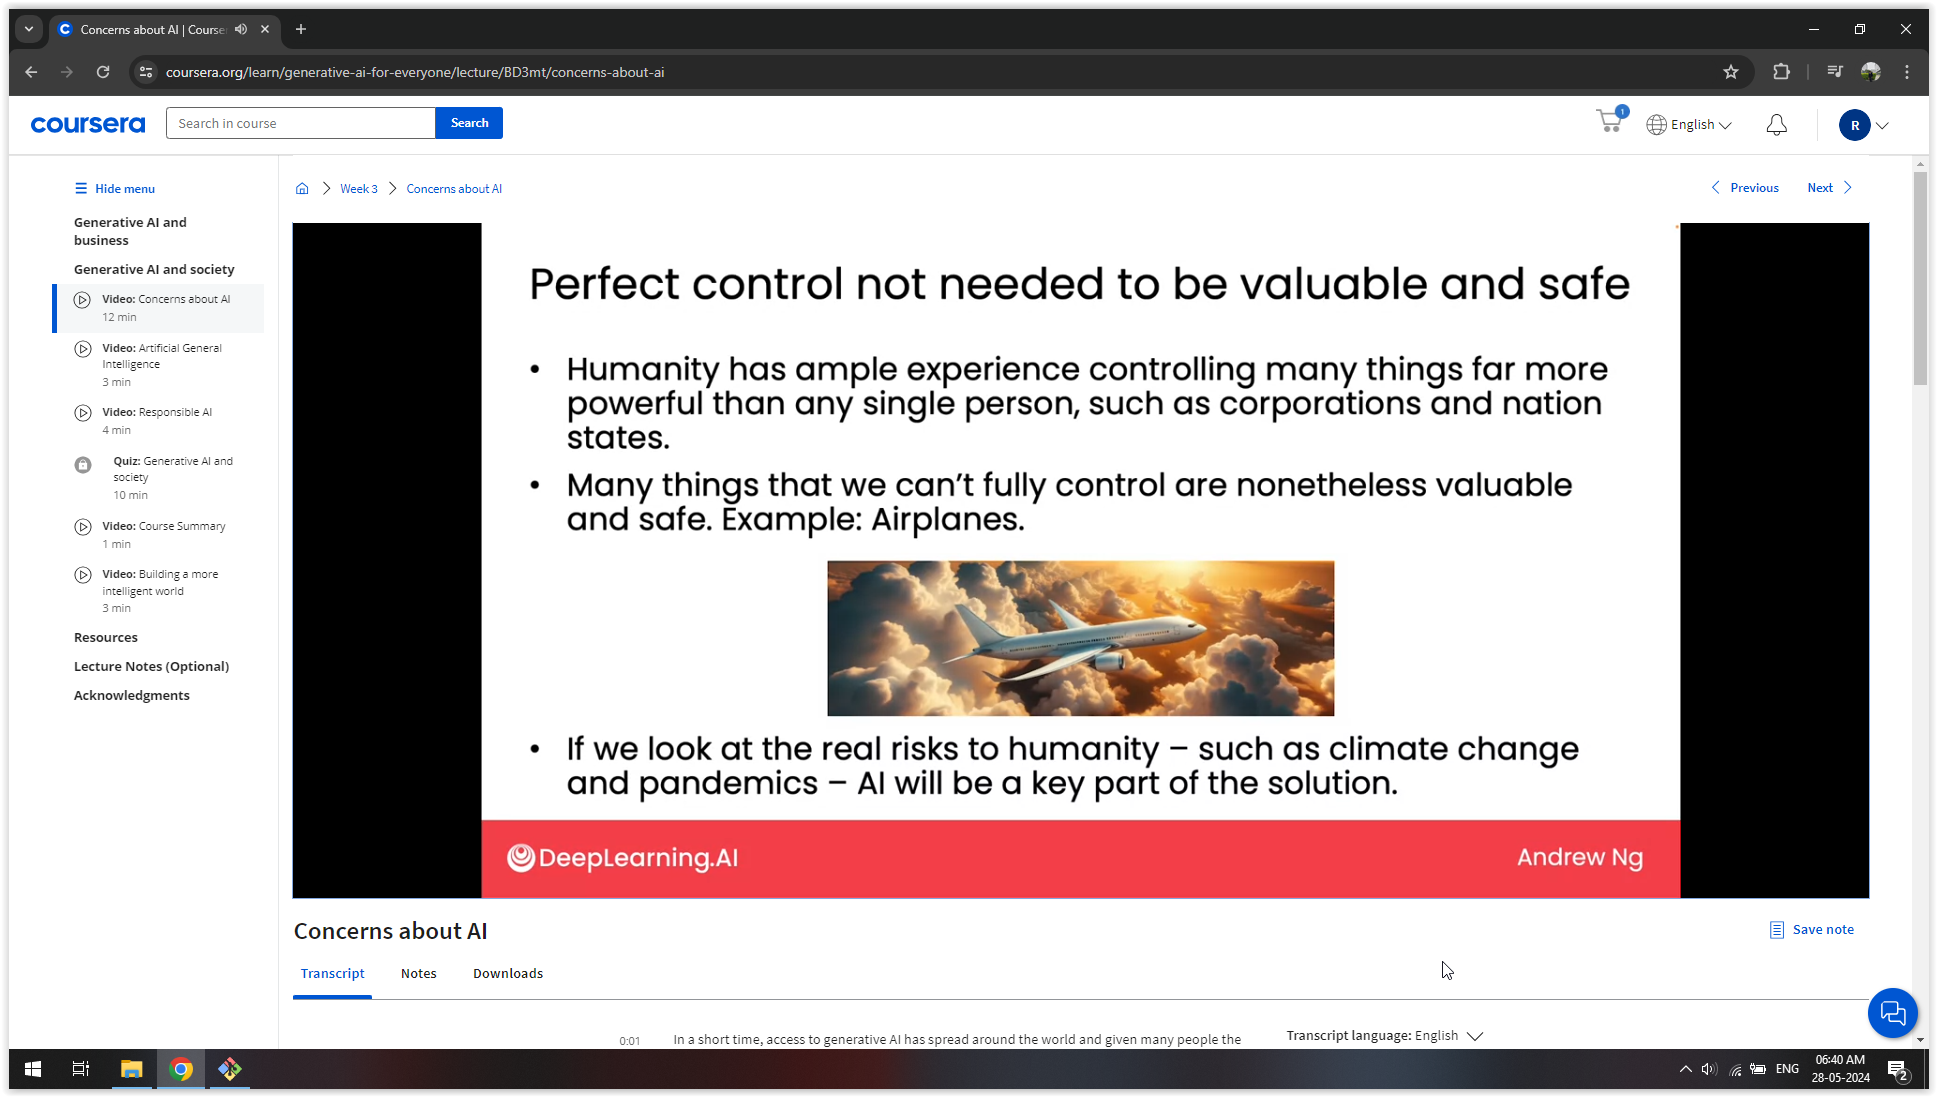 Concerns about AI | Course
coursera.org/learn/generative-ai-for-everyone/lecture/BD3mt/concerns-about-ai
coursera
Search in course
Search
1
English
R
Hide menu
Generative AI and
business
Generative AI and society
Video: Concerns about AI
12 min
Video: Artificial General
Intelligence
3 min
Video: Responsible AI
4 min
Quiz: Generative AI and
society
10 min
Video: Course Summary
1 min
Video: Building a more
intelligent world
3 min
Resources
Lecture Notes (Optional)
Acknowledgments
Week 3
Concerns about AI
Previous
Next
Perfect control not needed to be valuable and safe
• Humanity has ample experience controlling many things far more
powerful than any single person, such as corporations and nation
states.
• Many things that we can’t fully control are nonetheless valuable
and safe. Example: Airplanes.
• If we look at the real risks to humanity – such as climate change
and pandemics – AI will be a key part of the solution.
DeepLearning.AI
Andrew Ng
Concerns about AI
Save note
Transcript
Notes
Downloads
0:01
In a short time, access to generative AI has spread around the world and given many people the
Transcript language: English
ENG
06:40 AM
28-05-2024
2